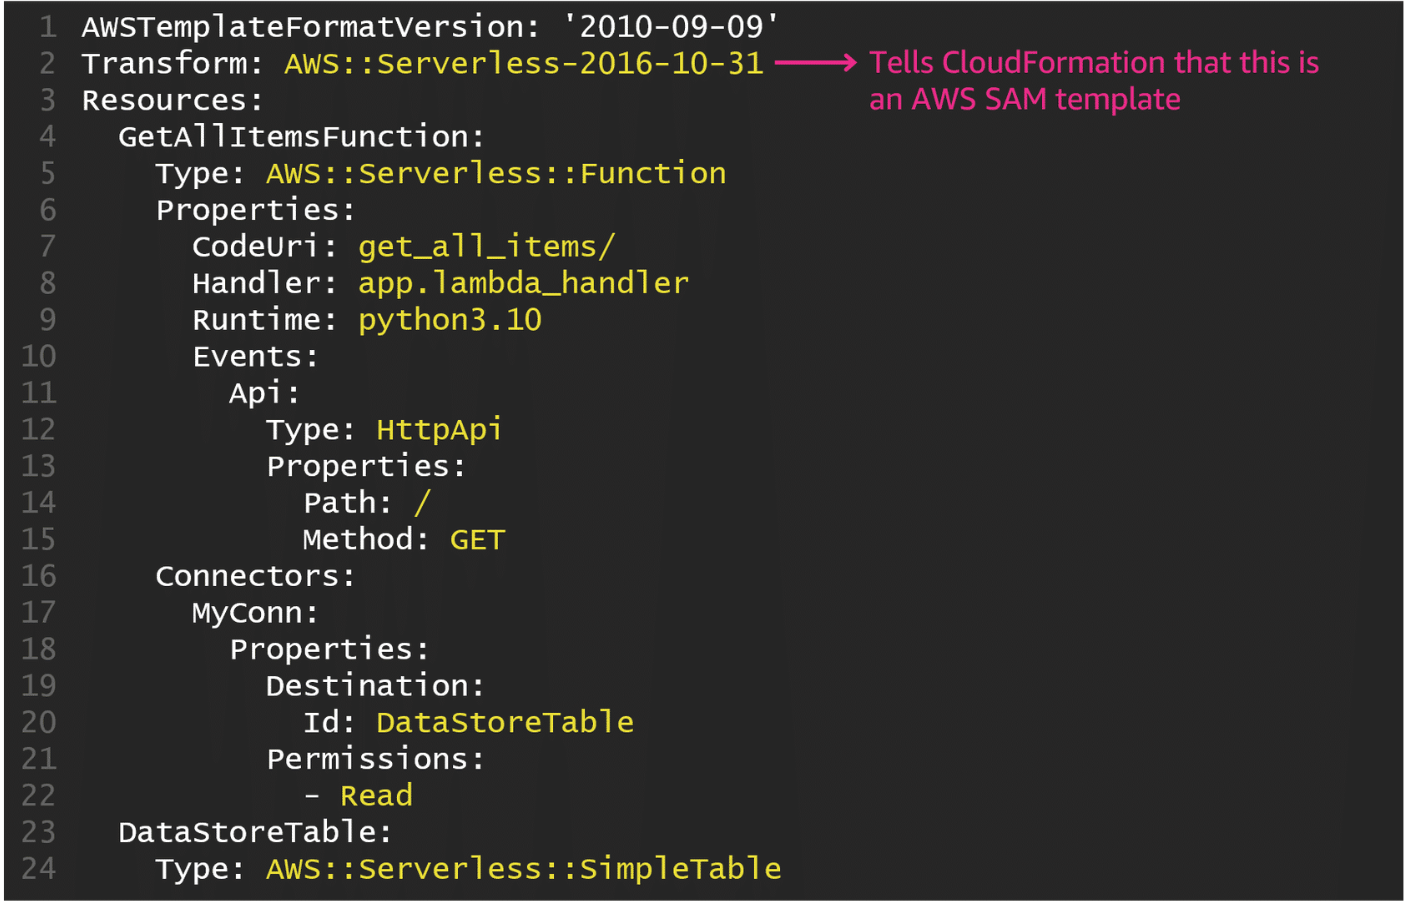 1 AWSTemplateFormatVersion: '2010-09-09'
2 Transform: AWS::Serverless-2016-10-31 Tells CloudFormation that this is
an AWS SAM template
3 Resources:
4   GetAllItemsFunction:
5     Type: AWS::Serverless::Function
6     Properties:
7       CodeUri: get_all_items/
8       Handler: app.lambda_handler
9       Runtime: python3.10
10       Events:
11         Api:
12           Type: HttpApi
13           Properties:
14             Path: /
15             Method: GET
16     Connectors:
17       MyConn:
18         Properties:
19           Destination:
20             Id: DataStoreTable
21           Permissions:
22             - Read
23   DataStoreTable:
24     Type: AWS::Serverless::SimpleTable